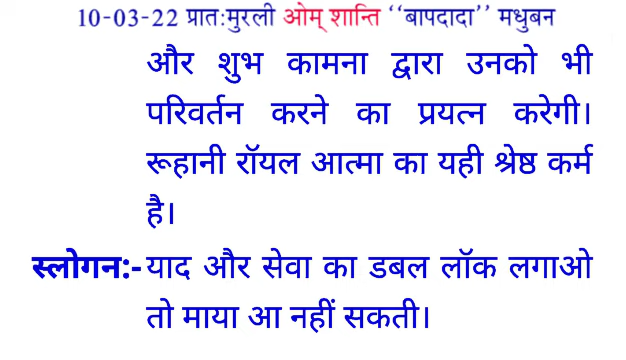 10-03-22 प्रात:मुरली ओम् शान्ति ‘‘बापदादा’’ मधुबन
और शुभ कामना द्वारा उनको भी
परिवर्तन करने का प्रयत्न करेगी।
रूहानी रॉयल आत्मा का यही श्रेष्ठ कर्म
है।
स्लोगन:- याद और सेवा का डबल लॉक लगाओ
तो माया आ नहीं सकती।